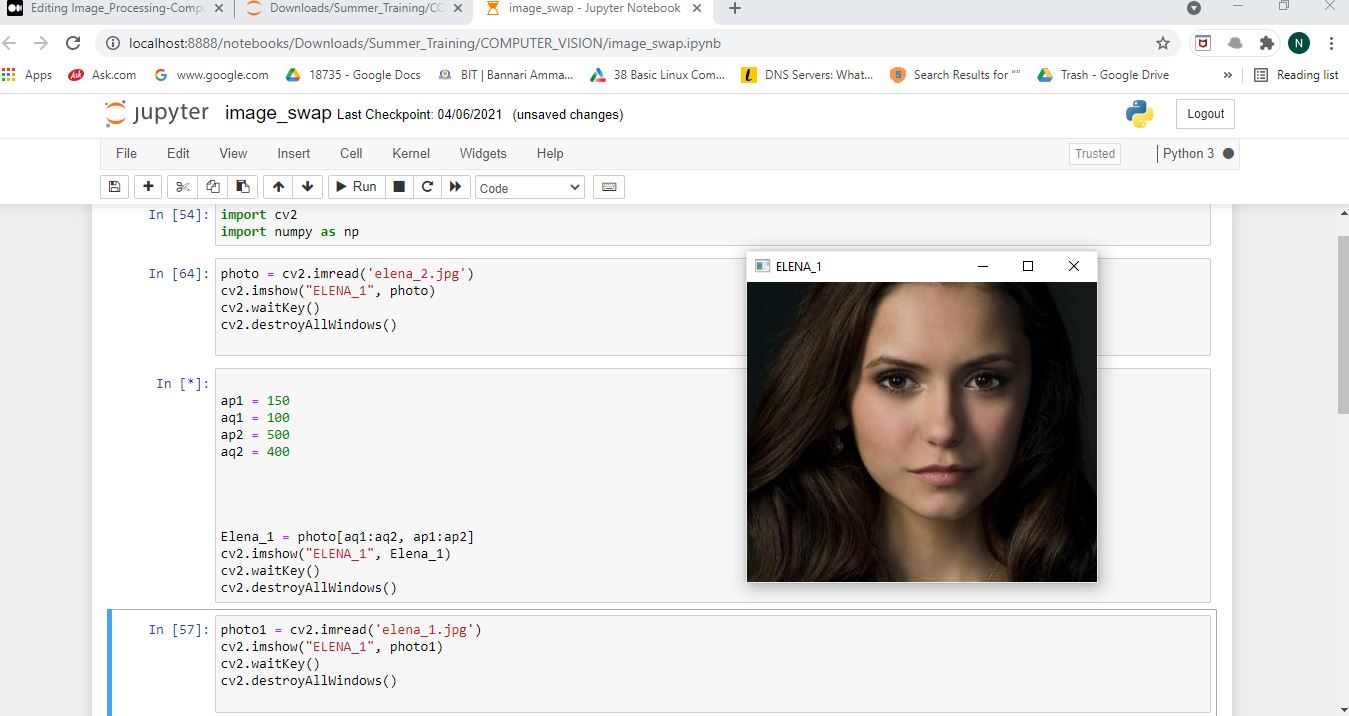 Editing Image_Processing-Compu
Downloads/Summer_Training/CO
image_swap - Jupyter Notebook
localhost:8888/notebooks/Downloads/Summer_Training/COMPUTER_VISION/image_swap.ipynb
N
Apps
Ask.com
www.google.com
18735 - Google Docs
BIT | Bannari Amma...
38 Basic Linux Com...
DNS Servers: What...
Search Results for “”
Trash - Google Drive
»
Reading list
jupyter image_swap Last Checkpoint: 04/06/2021 (unsaved changes)
Logout
File Edit View Insert Cell Kernel Widgets Help
Trusted
Python 3
Run
Code
In [54]: import cv2
import numpy as np
In [64]: photo = cv2.imread('elena_2.jpg')
cv2.imshow("ELENA_1", photo)
cv2.waitKey()
cv2.destroyAllWindows()
In [*]:
ap1 = 150
aq1 = 100
ap2 = 500
aq2 = 400
Elena_1 = photo[aq1:aq2, ap1:ap2]
cv2.imshow("ELENA_1", Elena_1)
cv2.waitKey()
cv2.destroyAllWindows()
ELENA_1
In [57]: photo1 = cv2.imread('elena_1.jpg')
cv2.imshow("ELENA_1", photo1)
cv2.waitKey()
cv2.destroyAllWindows()